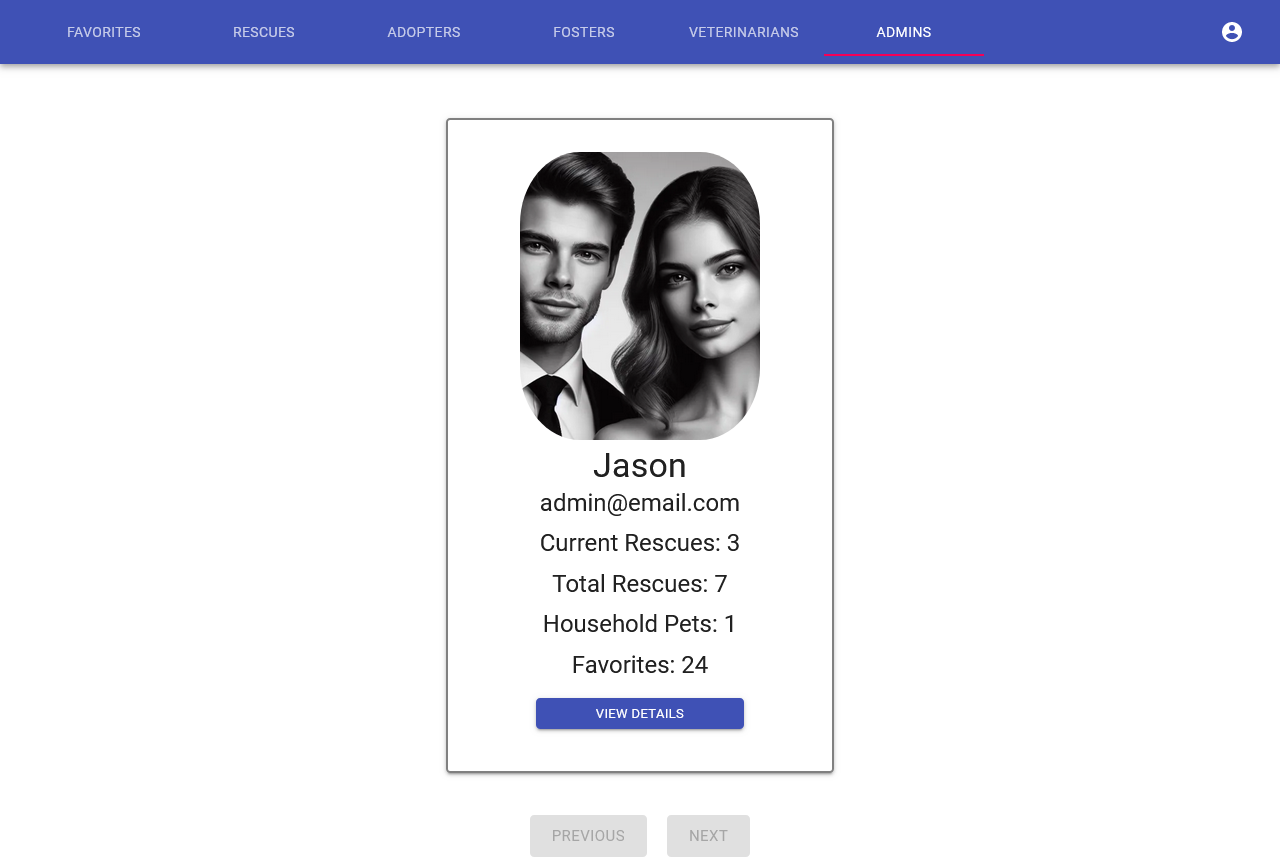 FAVORITES RESCUES ADOPTERS FOSTERS VETERINARIANS ADMINS
Jason
admin@email.com
Current Rescues: 3
Total Rescues: 7
Household Pets: 1
Favorites: 24
VIEW DETAILS
PREVIOUS NEXT